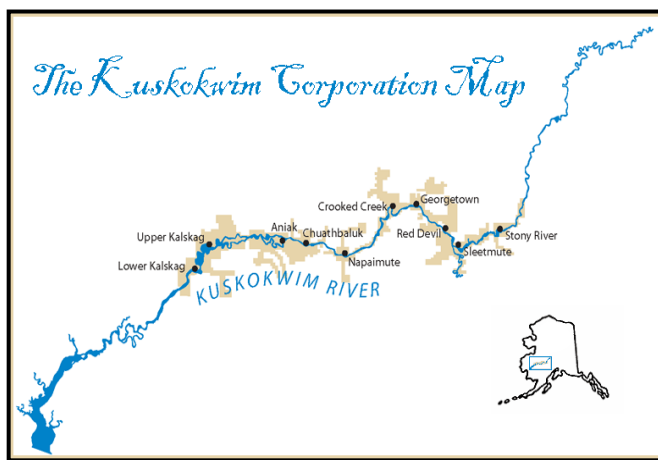 The Kuskokwim Corporation Map
Crooked Creek
Georgetown
Upper Kalskag
Aniak
Chuathbaluk
Red Devil
Stony River
Sleetmute
Napaimute
Lower Kalskag
KUSKOKWIM RIVER